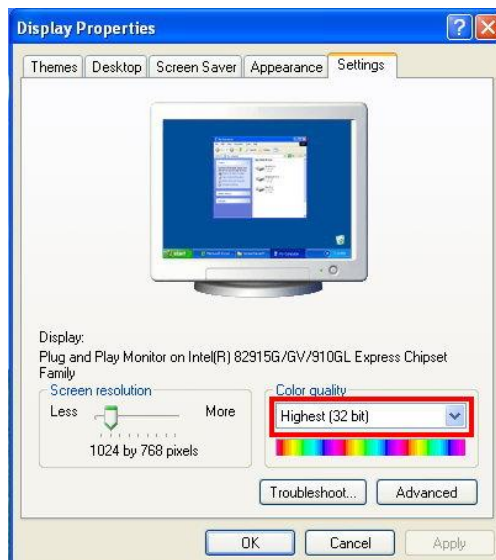 Display Properties
Themes Desktop Screen Saver Appearance Settings
start
Display:
Plug and Play Monitor on Intel(R) 82915G/GV/910GL Express Chipset
Family
Screen resolution
Less More
1024 by 768 pixels
Color quality
Highest (32 bit)
Troubleshoot... Advanced
OK Cancel Apply